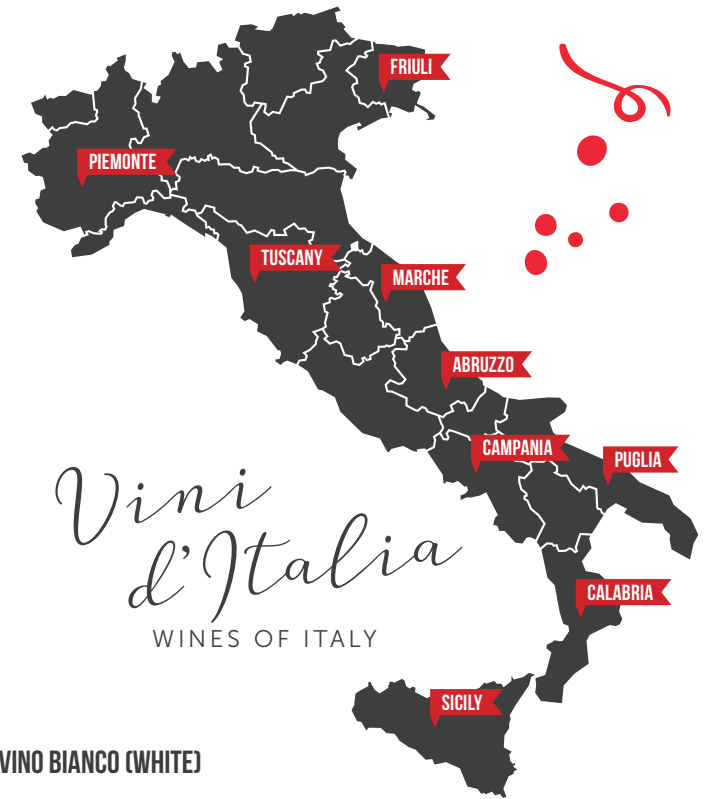 FRIULI
PIEMONTE
TUSCANY
MARCHE
ABRUZZO
CAMPANIA
PUGLIA
Vini
d'Italia
WINES OF ITALY
CALABRIA
SICILY
VINO BIANCO (WHITE)